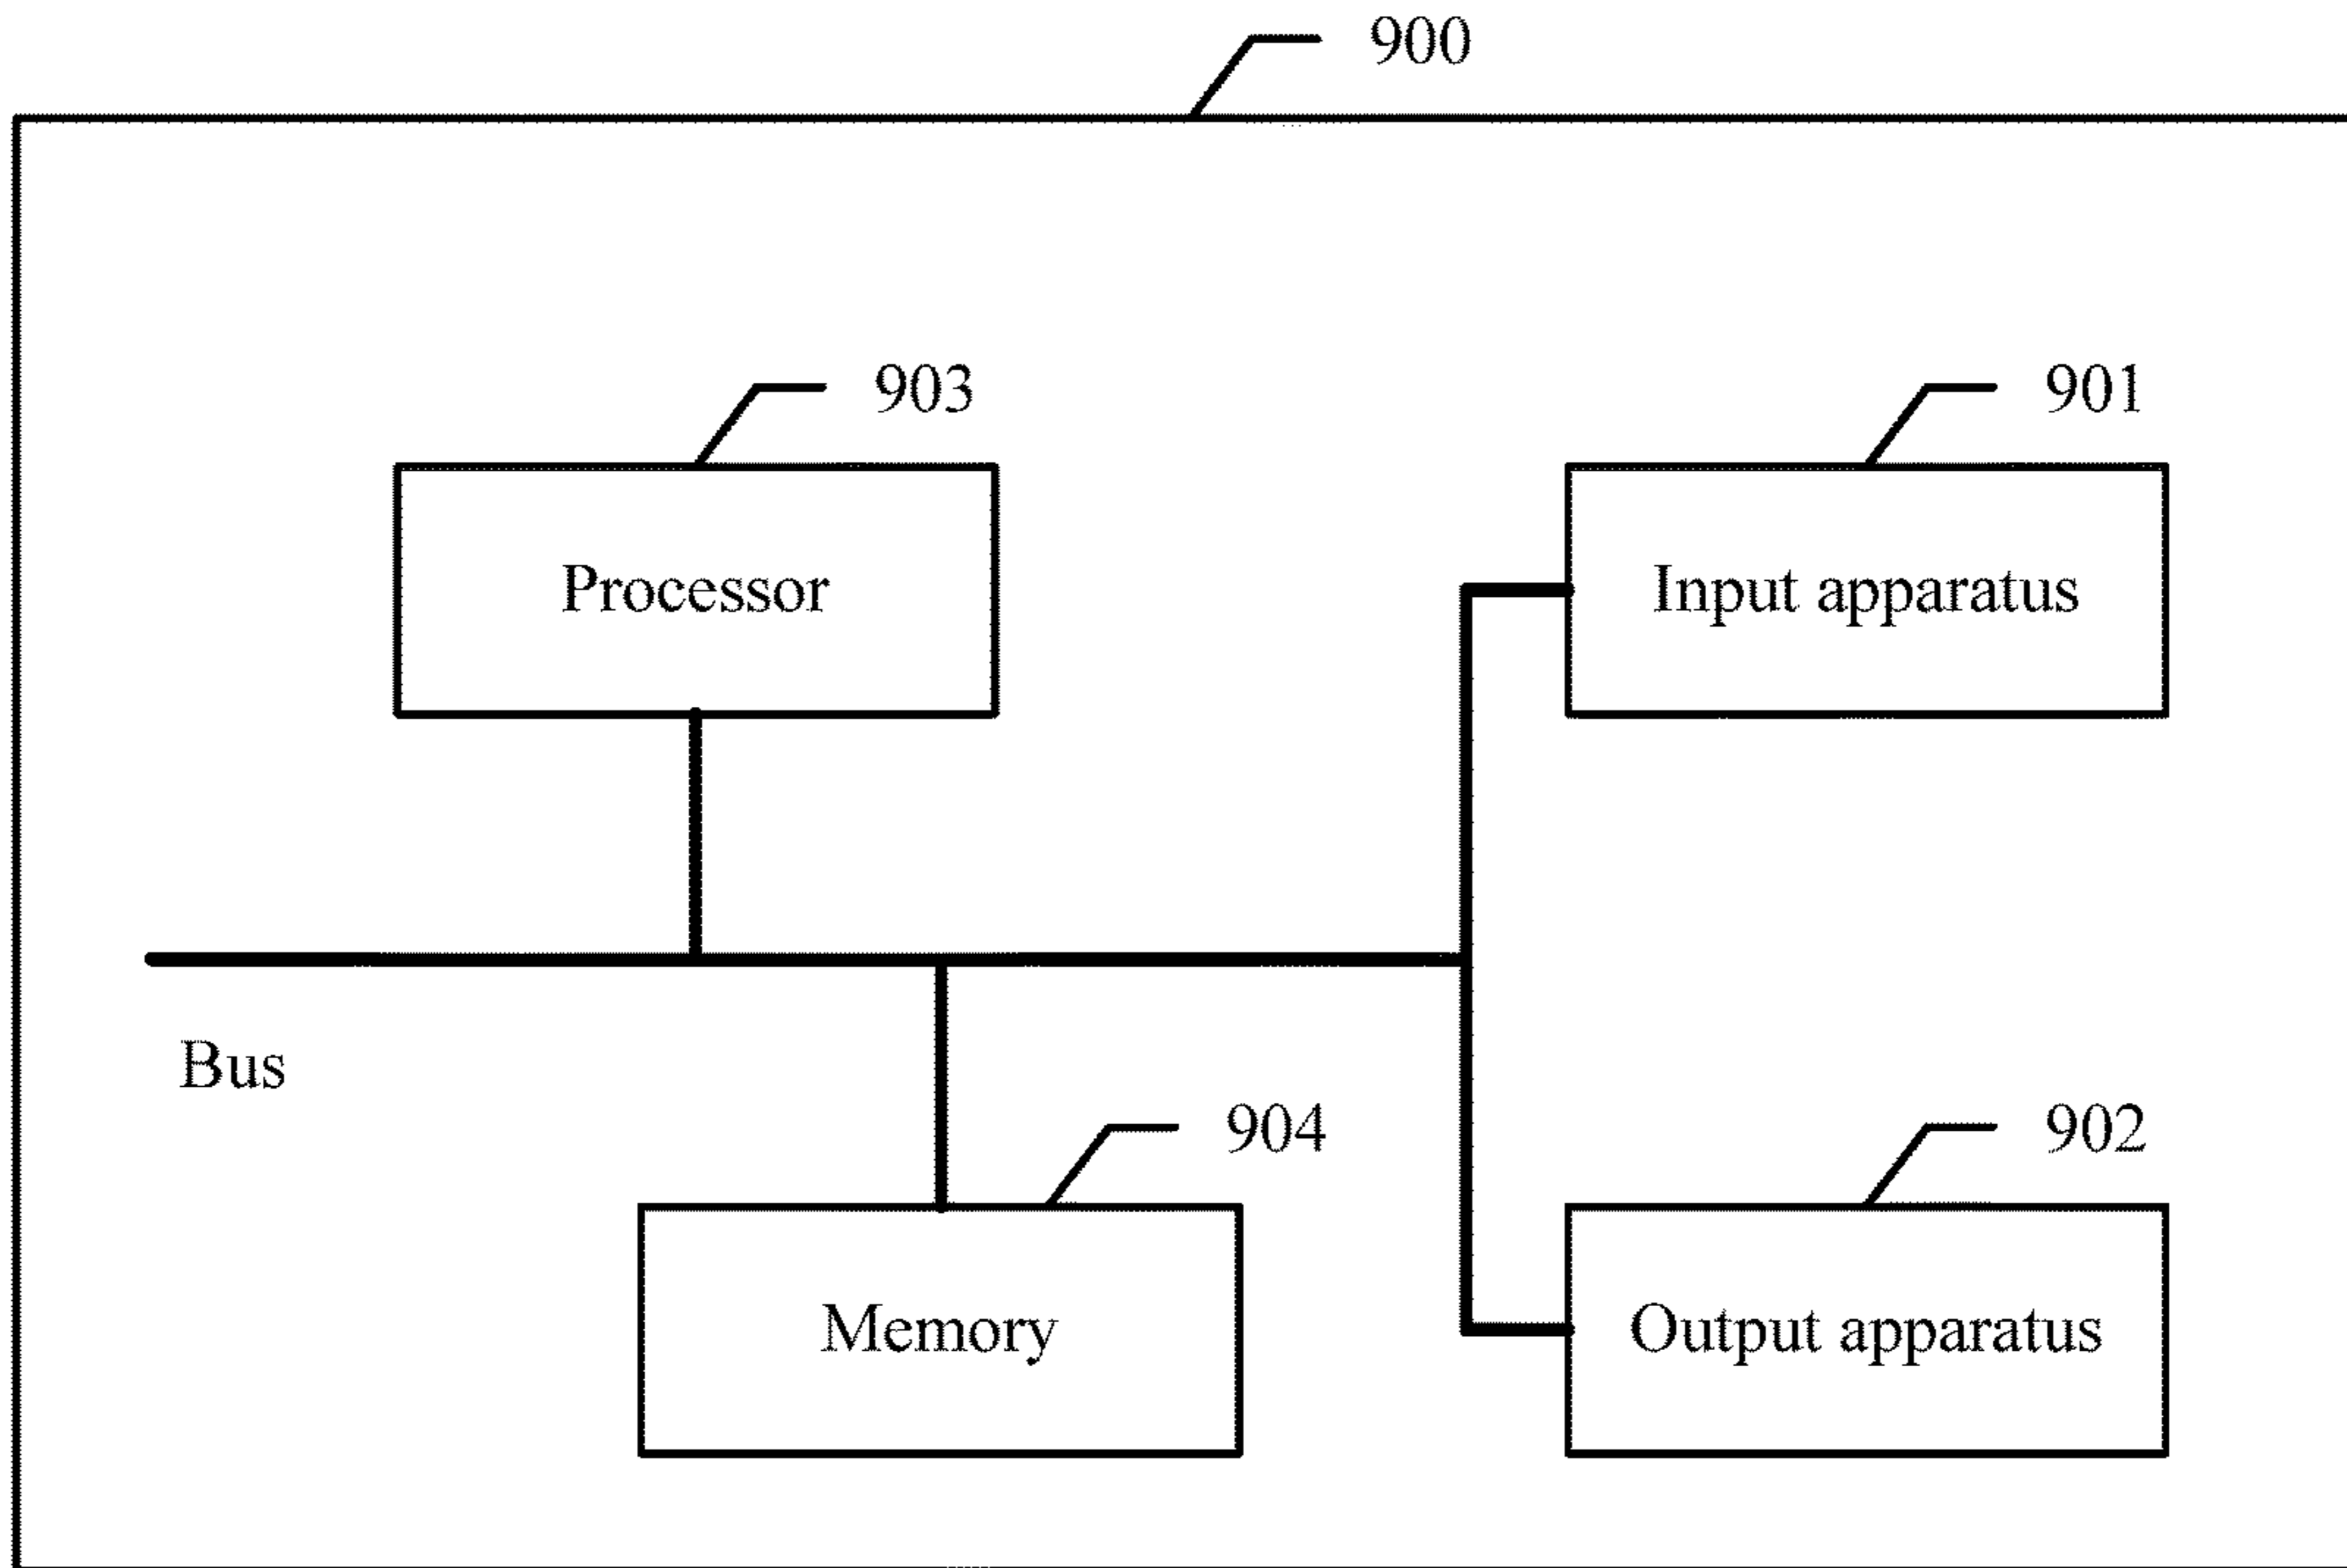 900
903
901
Processor
Input apparatus
Bus
904
902
Memory
Output apparatus